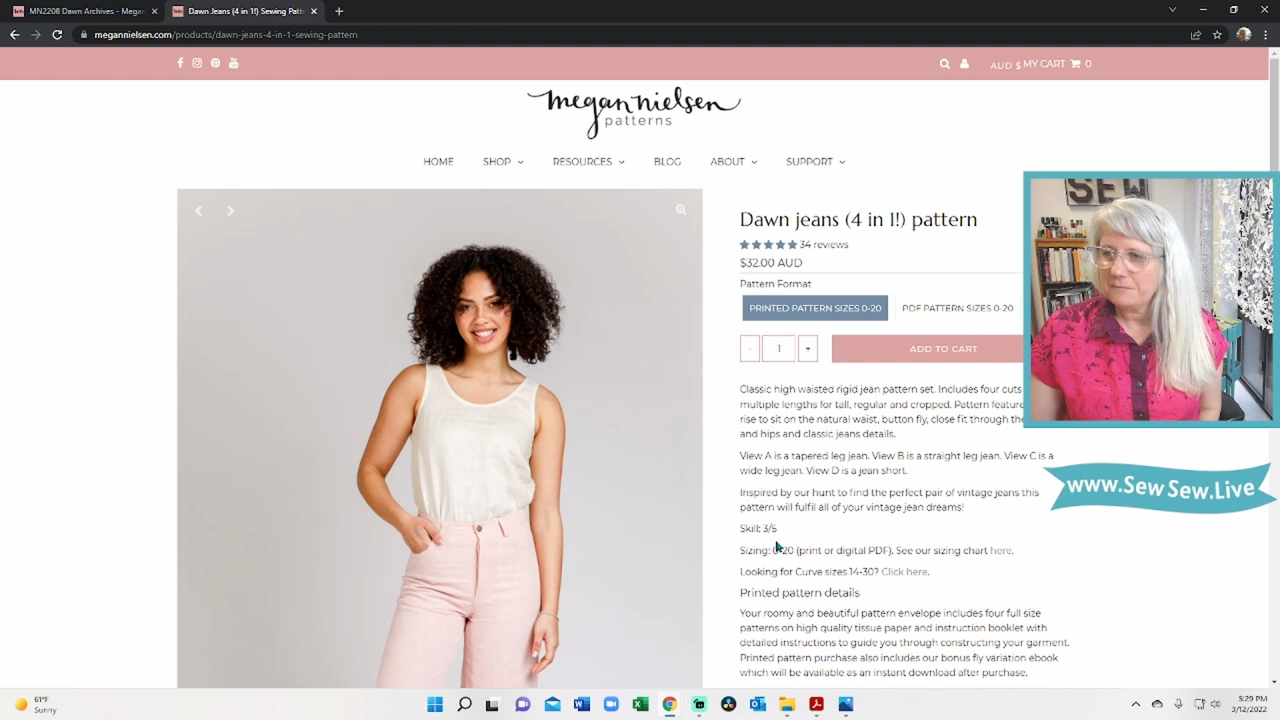 MN2208 Dawn Archives - Megan
Dawn Jeans (4 in 1!) Sewing Patt
megannielsen.com/products/dawn-jeans-4-in-1-sewing-pattern
AUD $ MY CART 0
megan nielsen
patterns
HOME SHOP RESOURCES BLOG ABOUT SUPPORT
SEW
Dawn jeans (4 in 1!) pattern
34 reviews
$32.00 AUD
Pattern Format
PRINTED PATTERN SIZES 0-20 PDF PATTERN SIZES 0-20
- 1 + ADD TO CART
Classic high waisted rigid jean pattern set. Includes four cuts
multiple lengths for tall, regular and cropped. Pattern feature
rise to sit on the natural waist, button fly, close fit through the
and hips and classic jeans details.
View A is a tapered leg jean. View B is a straight leg jean. View C is a
wide leg jean. View D is a jean short.
www.SewSew.Live
Inspired by our hunt to find the perfect pair of vintage jeans this
pattern will fulfil all of your vintage jean dreams!
Skill: 3/5
Sizing: 0-20 (print or digital PDF). See our sizing chart here.
Looking for Curve sizes 14-30? Click here.
Printed pattern details
Your roomy and beautiful pattern envelope includes four full size
patterns on high quality tissue paper and instruction booklet with
detailed instructions to guide you through constructing your garment.
Printed pattern purchase also includes our bonus fly variation ebook
which will be available as an instant download after purchase.
61°F
Sunny
5:29 PM
3/12/2022